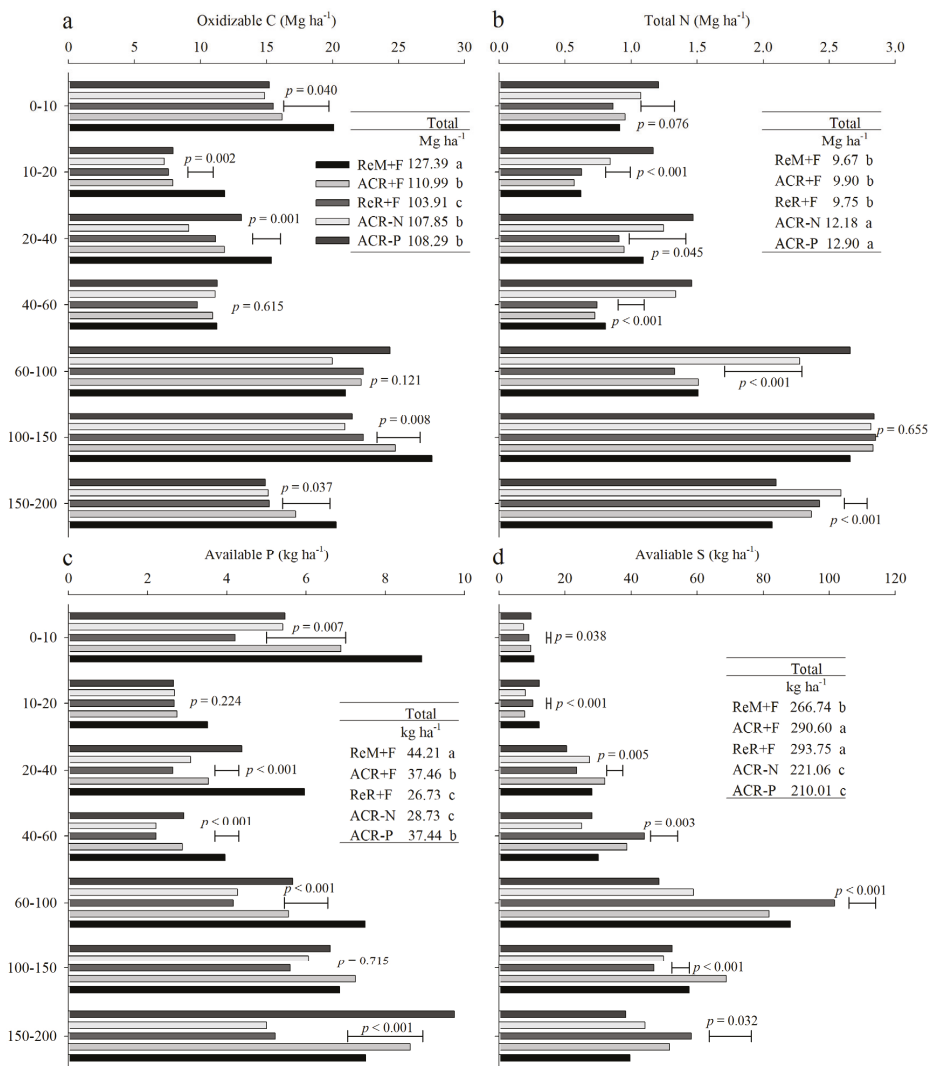 a
Oxidizable C (Mg ha⁻¹)
0 5 10 15 20 25 30
0-10
10-20
20-40
40-60
60-100
100-150
150-200
p = 0.040
p = 0.002
p = 0.001
p = 0.615
p = 0.121
p = 0.008
p = 0.037
Total
Mg ha⁻¹
ReM+F 127.39 a
ACR+F 110.99 b
ReR+F 103.91 c
ACR-N 107.85 b
ACR-P 108.29 b
b
Total N (Mg ha⁻¹)
0.0 0.5 1.0 1.5 2.0 2.5 3.0
p = 0.076
p < 0.001
p = 0.045
p < 0.001
p < 0.001
p = 0.655
p < 0.001
Total
Mg ha⁻¹
ReM+F 9.67 b
ACR+F 9.90 b
ReR+F 9.75 b
ACR-N 12.18 a
ACR-P 12.90 a
c
Available P (kg ha⁻¹)
0 2 4 6 8 10
0-10
10-20
20-40
40-60
60-100
100-150
150-200
p = 0.007
p = 0.224
p < 0.001
p < 0.001
p < 0.001
p = 0.715
p < 0.001
Total
kg ha⁻¹
ReM+F 44.21 a
ACR+F 37.46 b
ReR+F 26.73 c
ACR-N 28.73 c
ACR-P 37.44 b
d
Avaliable S (kg ha⁻¹)
0 20 40 60 80 100 120
p = 0.038
p < 0.001
p = 0.005
p = 0.003
p < 0.001
p < 0.001
p = 0.032
Total
kg ha⁻¹
ReM+F 266.74 b
ACR+F 290.60 a
ReR+F 293.75 a
ACR-N 221.06 c
ACR-P 210.01 c